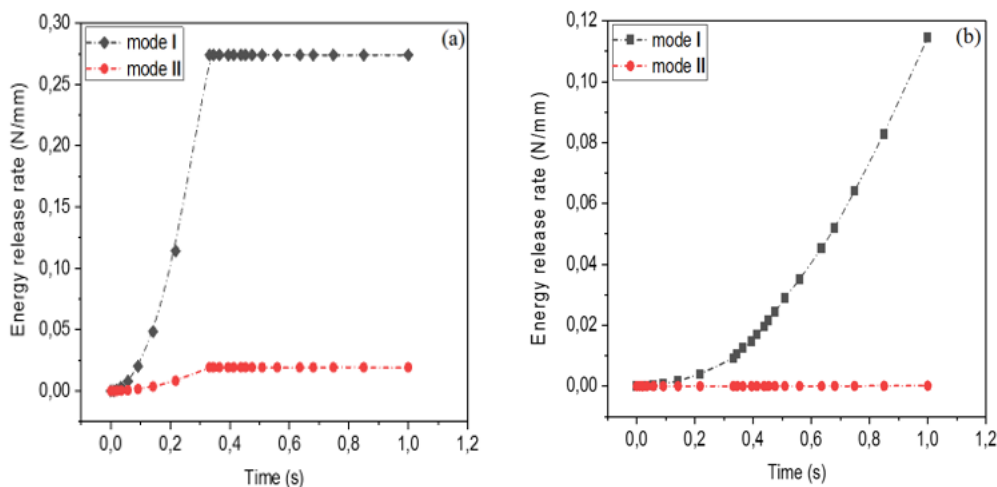 (a)
mode I
mode II
Energy release rate (N/mm)
0,30
0,25
0,20
0,15
0,10
0,05
0,00
0,0 0,2 0,4 0,6 0,8 1,0 1,2
Time (s)
(b)
mode I
mode II
Energy release rate (N/mm)
0,12
0,10
0,08
0,06
0,04
0,02
0,00
0,0 0,2 0,4 0,6 0,8 1,0 1,2
Time (s)